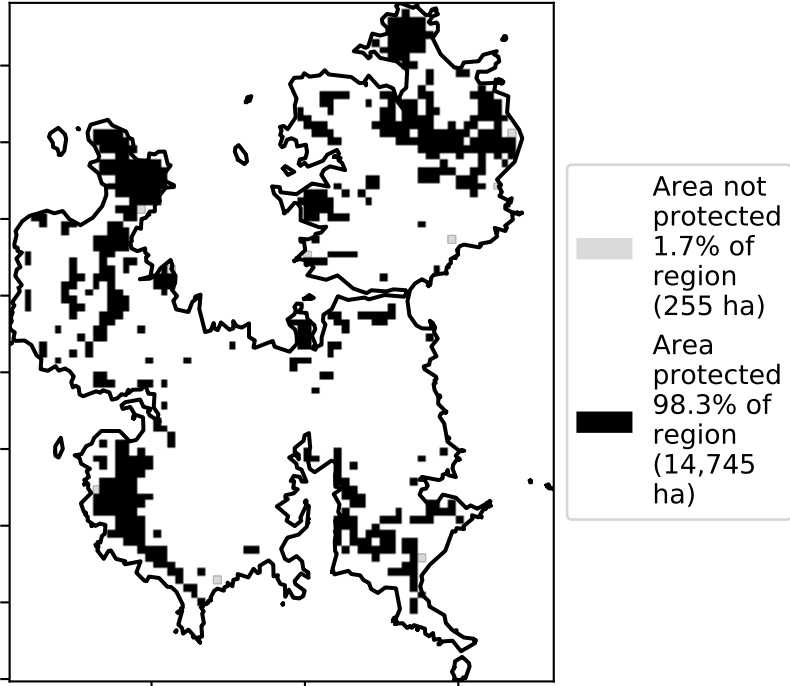 Area not
protected
1.7% of
region
(255 ha)
Area
protected
98.3% of
region
(14,745
ha)